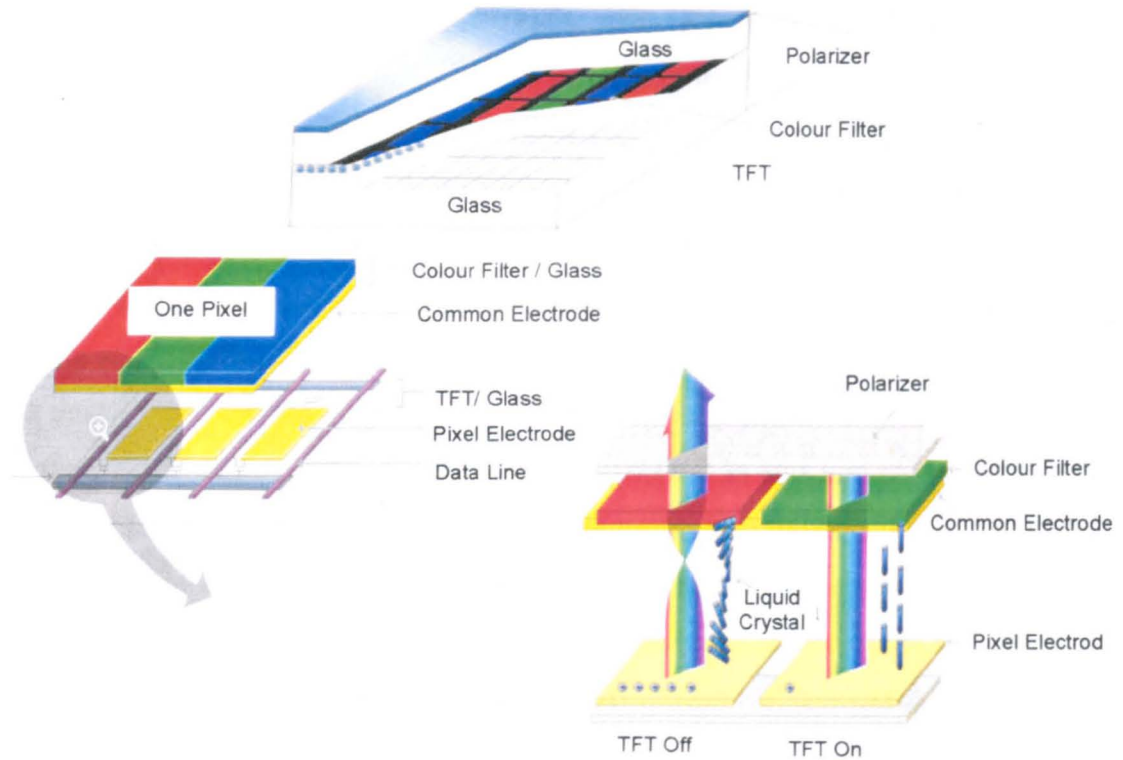 Glass
Polarizer
Colour Filter
TFT
Glass
Colour Filter / Glass
One Pixel
Common Electrode
TFT/ Glass
Pixel Electrode
Data Line
Polarizer
Colour Filter
Common Electrode
Liquid
Crystal
Pixel Electrod
TFT Off
TFT On